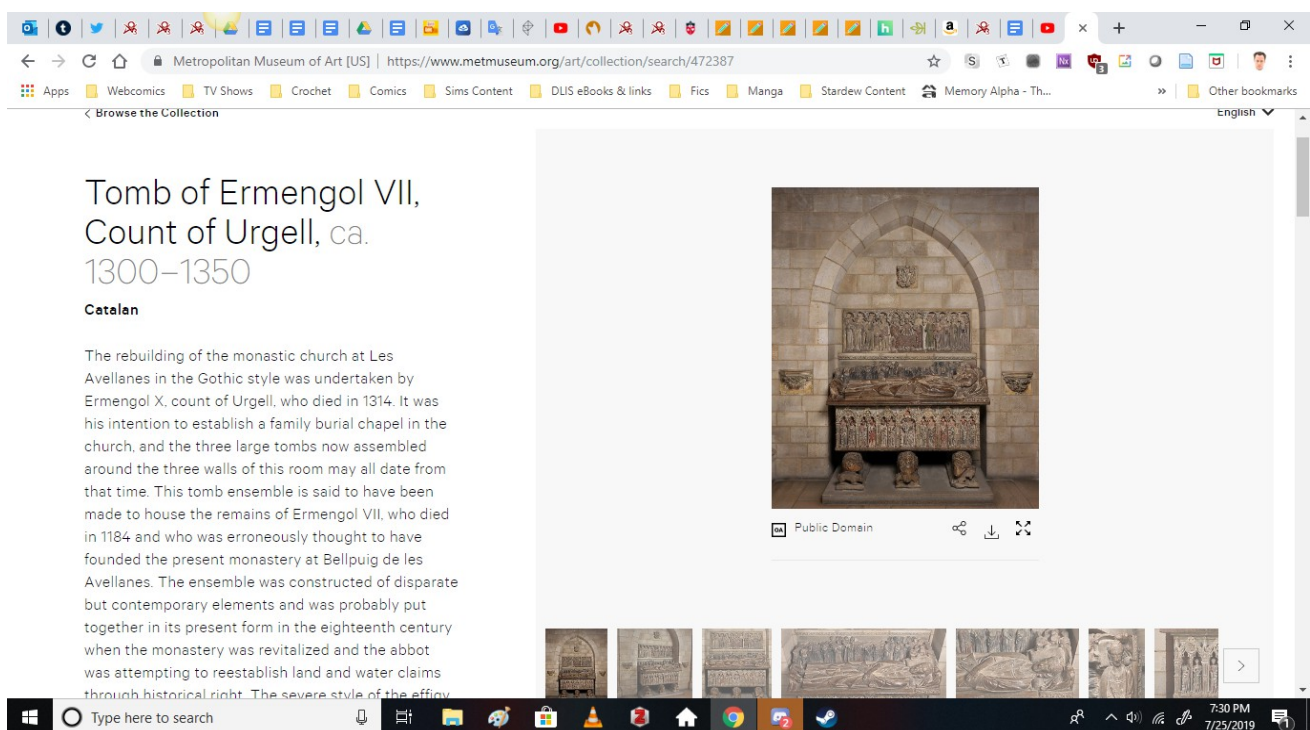 Metropolitan Museum of Art [US] | https://www.metmuseum.org/art/collection/search/472387
Apps Webcomics TV Shows Crochet Comics Sims Content DLIS eBooks & links Fics Manga Stardew Content Memory Alpha - Th... » Other bookmarks
< Browse the Collection
English
Tomb of Ermengol VII,
Count of Urgell, ca.
1300–1350
Catalan
The rebuilding of the monastic church at Les
Avellanes in the Gothic style was undertaken by
Ermengol X, count of Urgell, who died in 1314. It was
his intention to establish a family burial chapel in the
church, and the three large tombs now assembled
around the three walls of this room may all date from
that time. This tomb ensemble is said to have been
made to house the remains of Ermengol VII, who died
in 1184 and who was erroneously thought to have
founded the present monastery at Bellpuig de les
Avellanes. The ensemble was constructed of disparate
but contemporary elements and was probably put
together in its present form in the eighteenth century
when the monastery was revitalized and the abbot
was attempting to reestablish land and water claims
through historical right. The severe style of the effigy
OA Public Domain
Type here to search
7:30 PM
7/25/2019